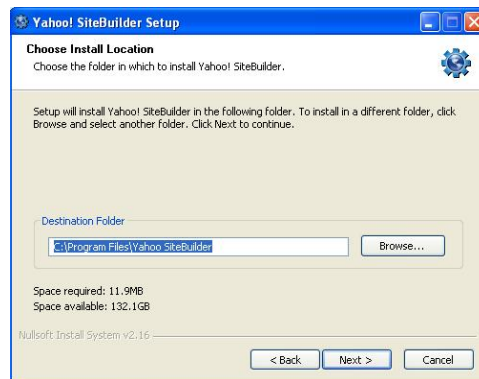 Yahoo! SiteBuilder Setup
Choose Install Location
Choose the folder in which to install Yahoo! SiteBuilder.
Setup will install Yahoo! SiteBuilder in the following folder. To install in a different folder, click
Browse and select another folder. Click Next to continue.
Destination Folder
C:\Program Files\Yahoo SiteBuilder
Browse...
Space required: 11.9MB
Space available: 132.1GB
Nullsoft Install System v2.16
< Back Next > Cancel